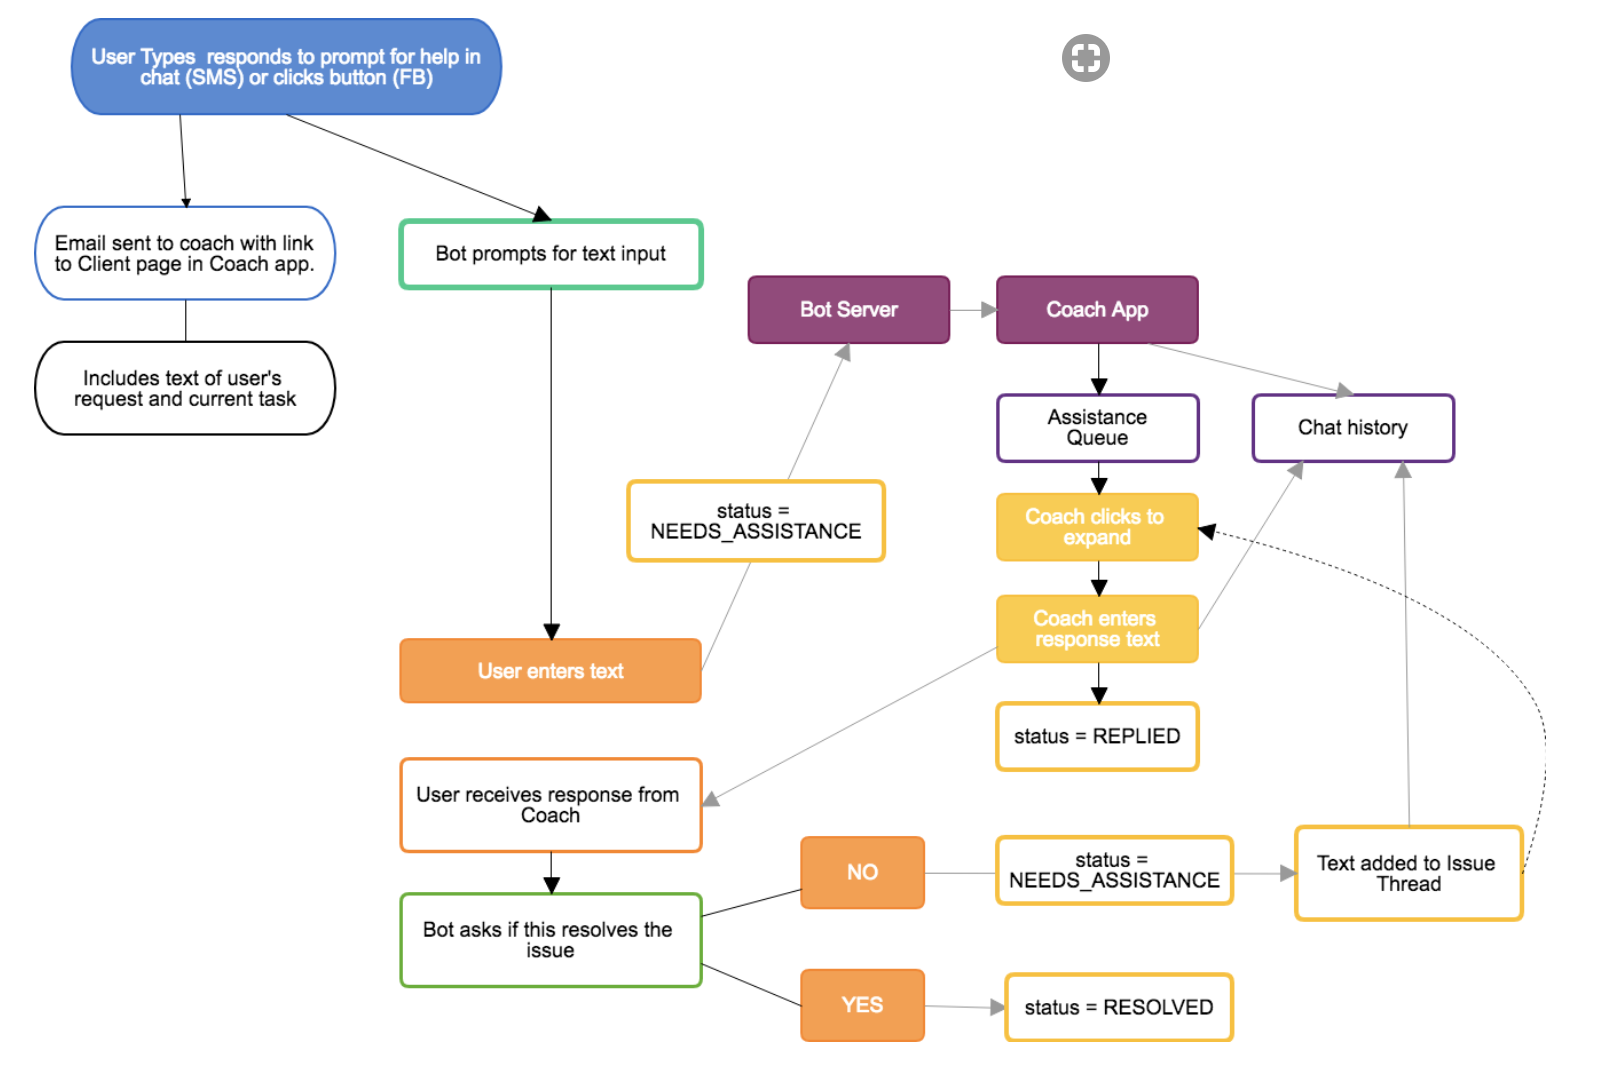 User Types  responds to prompt for help in
chat (SMS) or clicks button (FB)
Email sent to coach with link
to Client page in Coach app.
Includes text of user's
request and current task
Bot prompts for text input
Bot Server
Coach App
Assistance
Queue
Chat history
status =
NEEDS_ASSISTANCE
Coach clicks to
expand
Coach enters
response text
User enters text
status = REPLIED
User receives response from
Coach
Bot asks if this resolves the
issue
NO
status =
NEEDS_ASSISTANCE
Text added to Issue
Thread
YES
status = RESOLVED